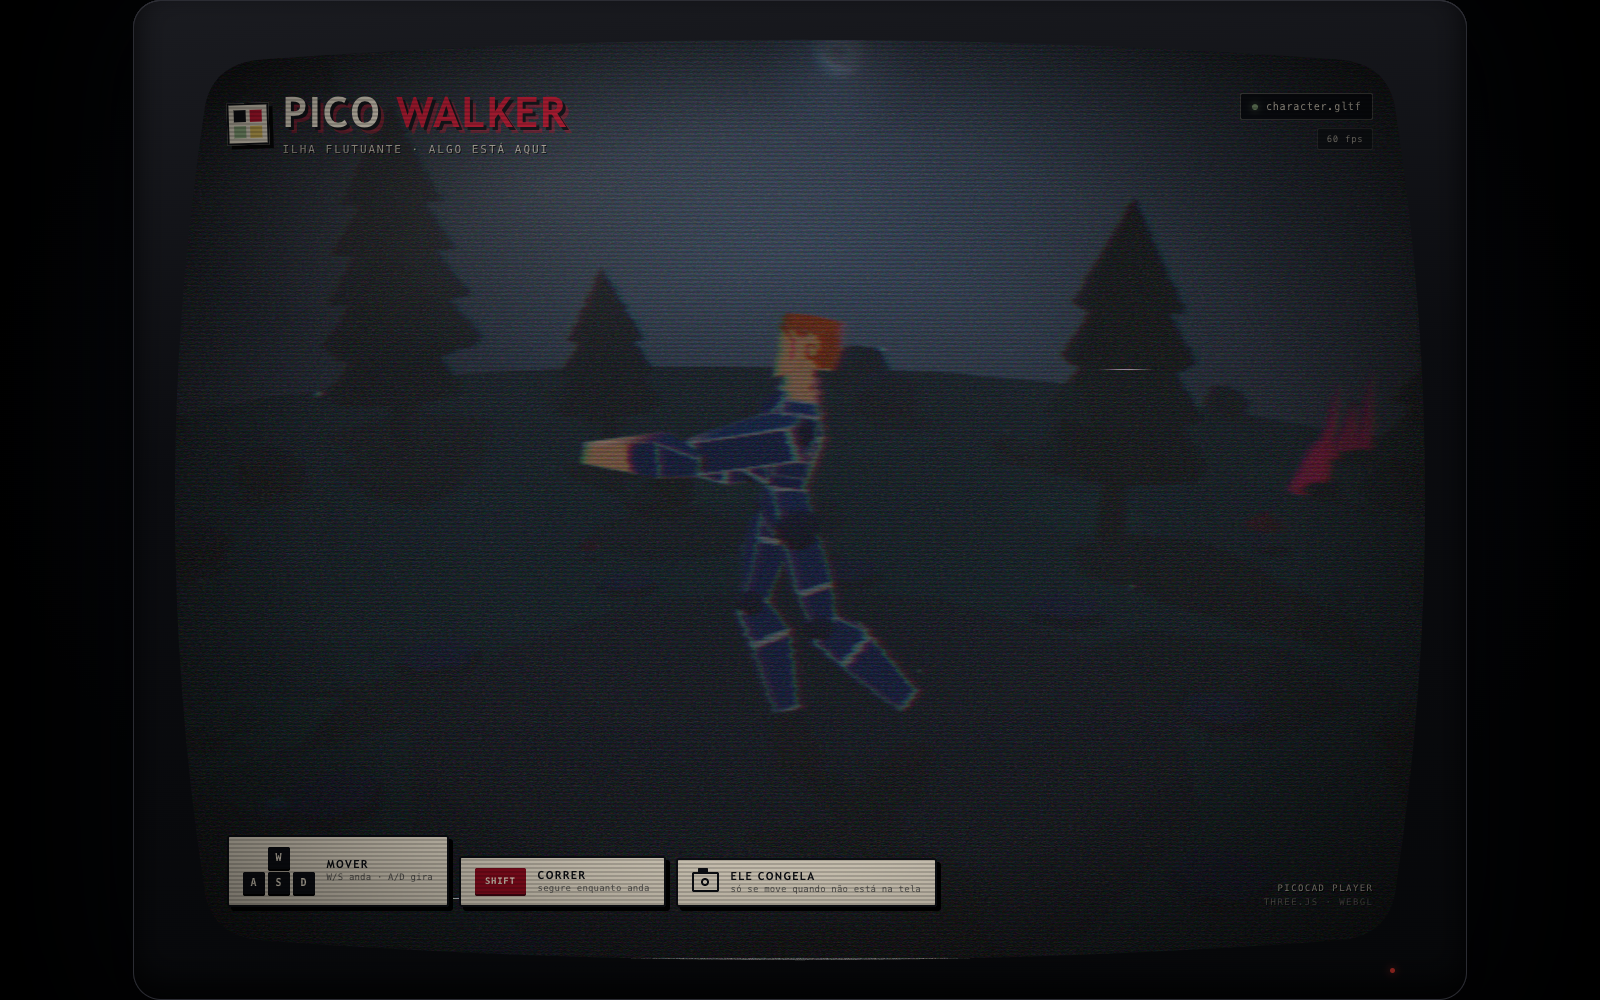 PICO WALKER
ILHA FLUTUANTE · ALGO ESTÁ AQUI
character.gltf
60 fps
W
A S D
MOVER
W/S anda · A/D gira
SHIFT
CORRER
segure enquanto anda
ELE CONGELA
só se move quando não está na tela
PICOCAD PLAYER
THREE.JS · WEBGL